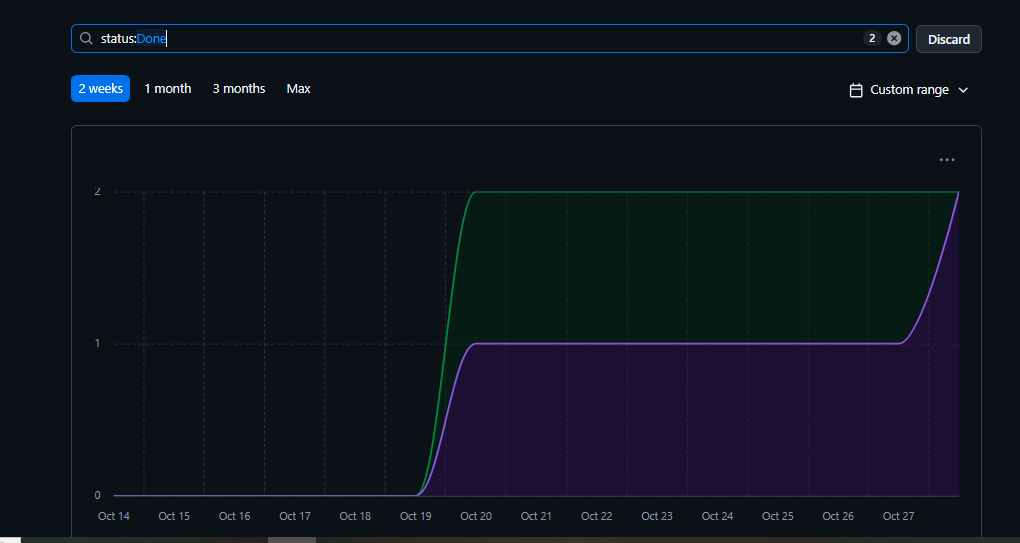 status:Done 2 Discard
2 weeks 1 month 3 months Max Custom range
2
1
0
Oct 14 Oct 15 Oct 16 Oct 17 Oct 18 Oct 19 Oct 20 Oct 21 Oct 22 Oct 23 Oct 24 Oct 25 Oct 26 Oct 27